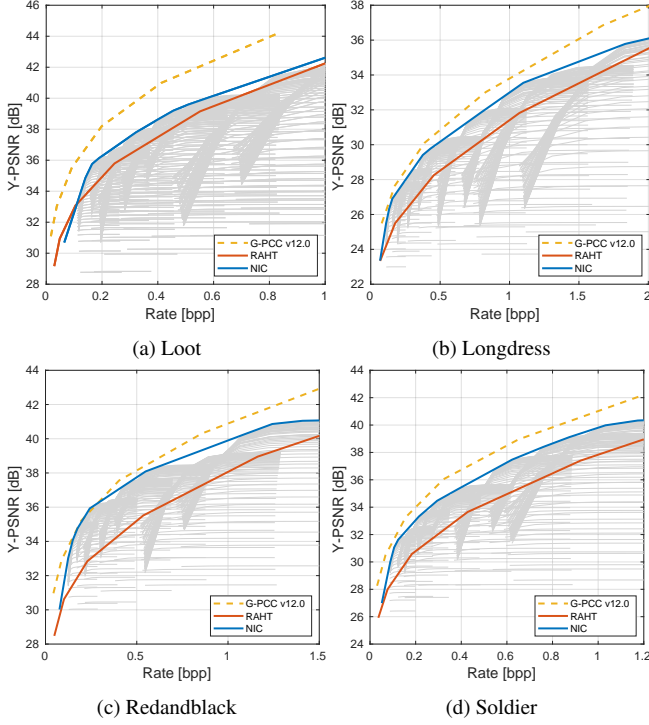 46
44
42
40
38
36
34
32
30
28
Y-PSNR [dB]
0
0.2
0.4
0.6
0.8
1
Rate [bpp]
G-PCC v12.0
RAHT
NIC
(a) Loot
38
36
34
32
30
28
26
24
22
Y-PSNR [dB]
0
0.5
1
1.5
2
Rate [bpp]
G-PCC v12.0
RAHT
NIC
(b) Longdress
44
42
40
38
36
34
32
30
28
Y-PSNR [dB]
0
0.5
1
1.5
Rate [bpp]
G-PCC v12.0
RAHT
NIC
(c) Redandblack
44
42
40
38
36
34
32
30
28
26
24
Y-PSNR [dB]
0
0.2
0.4
0.6
0.8
1
1.2
Rate [bpp]
G-PCC v12.0
RAHT
NIC
(d) Soldier